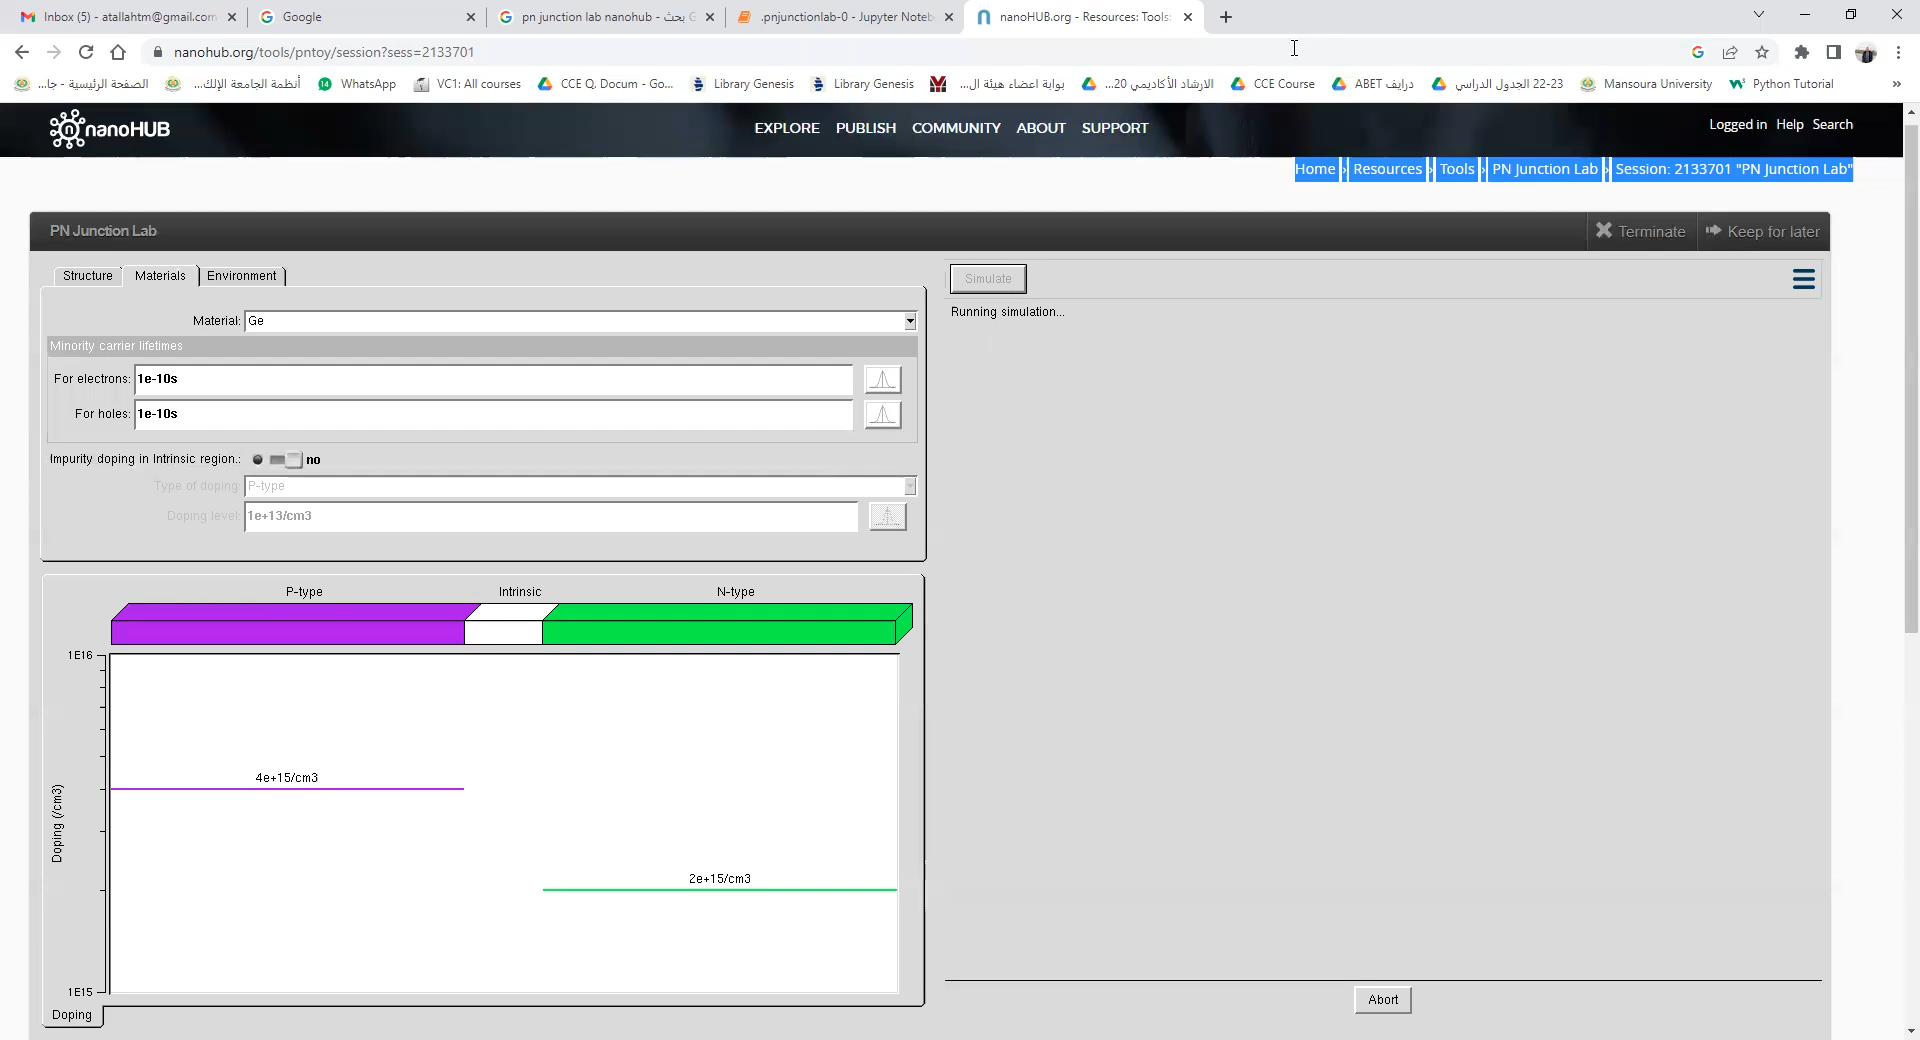 Inbox (5) - atallahtm@gmail.com
Google
pn junction lab nanohub - بحث G
.pnjunctionlab-0 - Jupyter Noteb
nanoHUB.org - Resources: Tools:
nanohub.org/tools/pntoy/session?sess=2133701
الصفحة الرئيسية - جا...
أنظمة الجامعة الإلك...
14
WhatsApp
VC1: All courses
CCE Q, Docum - Go...
Library Genesis
Library Genesis
بوابة اعضاء هيئة ال...
الارشاد الأكاديمي 20...
CCE Course
درايف ABET
22-23 الجدول الدراسي
Mansoura University
Python Tutorial
»
nanoHUB
EXPLORE PUBLISH COMMUNITY ABOUT SUPPORT
Logged in Help Search
Home › Resources › Tools › PN Junction Lab › Session: 2133701 "PN Junction Lab"
PN Junction Lab
Terminate
Keep for later
Structure Materials Environment
Simulate
Running simulation...
Material: Ge
Minority carrier lifetimes
For electrons: 1e-10s
For holes: 1e-10s
Impurity doping in Intrinsic region.: no
Type of doping: P-type
Doping level: 1e+13/cm3
P-type Intrinsic N-type
1E16
4e+15/cm3
Doping (/cm3)
2e+15/cm3
1E15
Doping
Abort